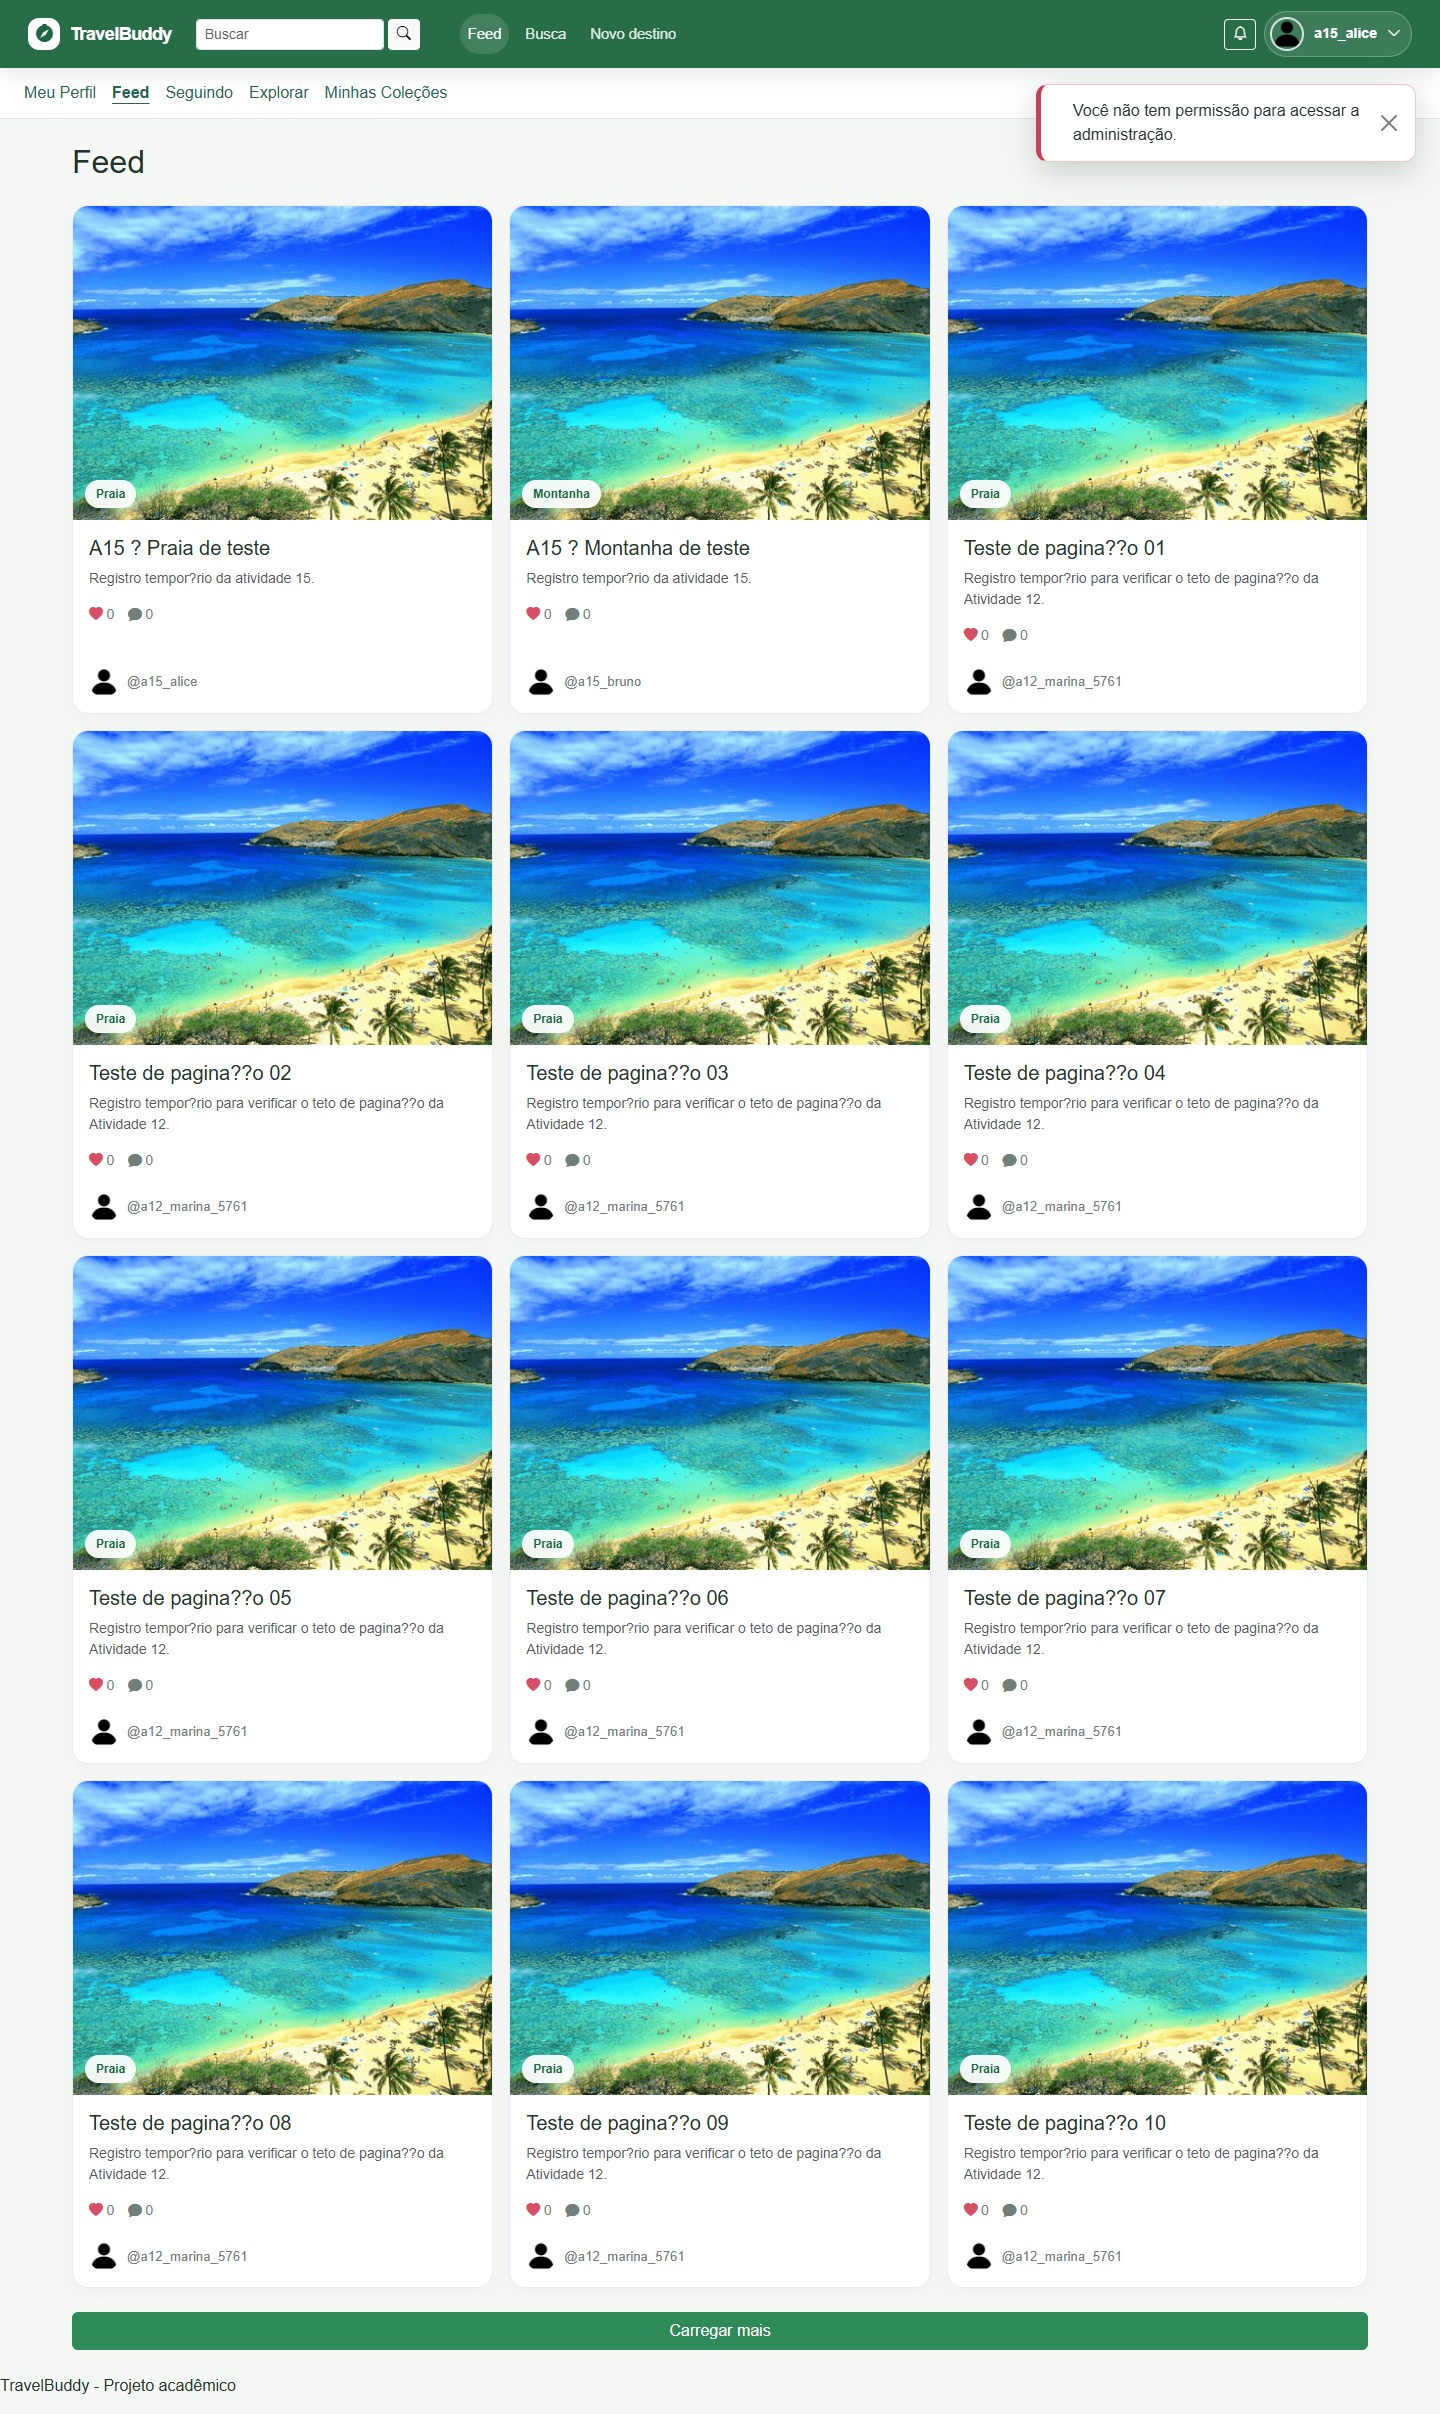 TravelBuddy
Buscar
Feed
Busca
Novo destino
a15_alice
Meu Perfil
Feed
Seguindo
Explorar
Minhas Coleções
Você não tem permissão para acessar a
administração.
Feed
Praia
A15 ? Praia de teste
Registro tempor?rio da atividade 15.
0
0
@a15_alice
Montanha
A15 ? Montanha de teste
Registro tempor?rio da atividade 15.
0
0
@a15_bruno
Praia
Teste de pagina??o 01
Registro tempor?rio para verificar o teto de pagina??o da
Atividade 12.
0
0
@a12_marina_5761
Praia
Teste de pagina??o 02
Registro tempor?rio para verificar o teto de pagina??o da
Atividade 12.
0
0
@a12_marina_5761
Praia
Teste de pagina??o 03
Registro tempor?rio para verificar o teto de pagina??o da
Atividade 12.
0
0
@a12_marina_5761
Praia
Teste de pagina??o 04
Registro tempor?rio para verificar o teto de pagina??o da
Atividade 12.
0
0
@a12_marina_5761
Praia
Teste de pagina??o 05
Registro tempor?rio para verificar o teto de pagina??o da
Atividade 12.
0
0
@a12_marina_5761
Praia
Teste de pagina??o 06
Registro tempor?rio para verificar o teto de pagina??o da
Atividade 12.
0
0
@a12_marina_5761
Praia
Teste de pagina??o 07
Registro tempor?rio para verificar o teto de pagina??o da
Atividade 12.
0
0
@a12_marina_5761
Praia
Teste de pagina??o 08
Registro tempor?rio para verificar o teto de pagina??o da
Atividade 12.
0
0
@a12_marina_5761
Praia
Teste de pagina??o 09
Registro tempor?rio para verificar o teto de pagina??o da
Atividade 12.
0
0
@a12_marina_5761
Praia
Teste de pagina??o 10
Registro tempor?rio para verificar o teto de pagina??o da
Atividade 12.
0
0
@a12_marina_5761
Carregar mais
TravelBuddy - Projeto acadêmico